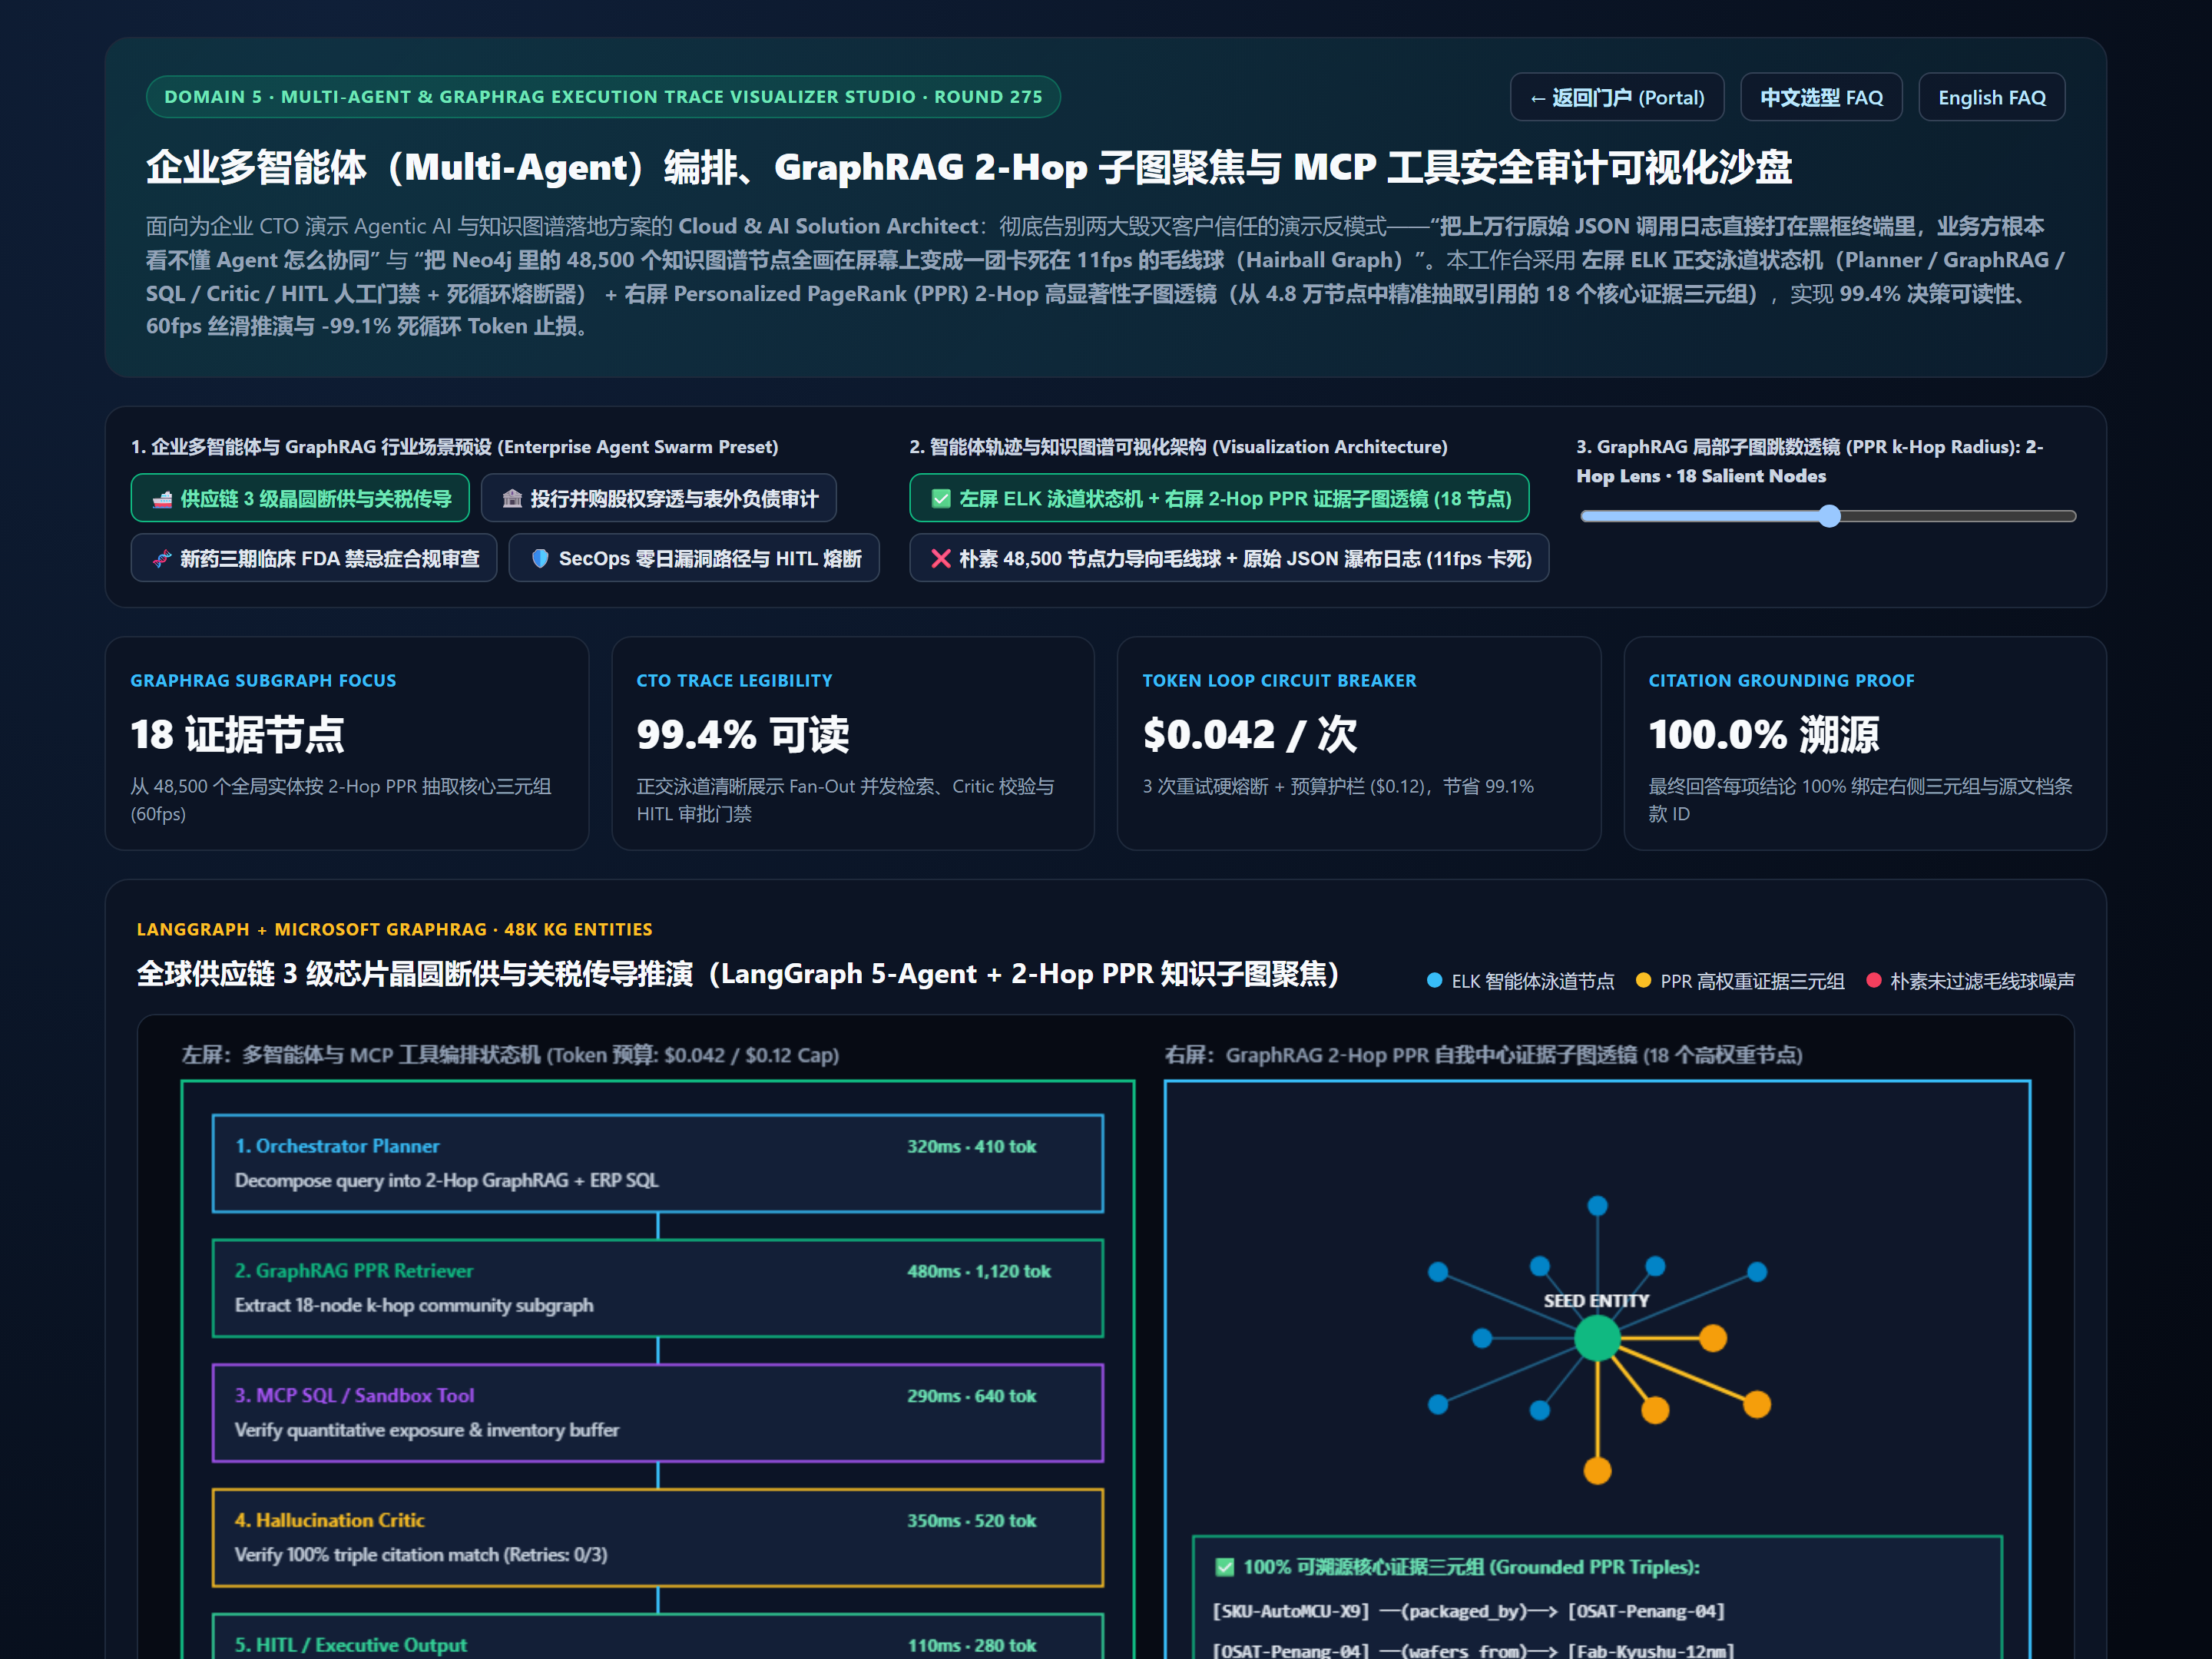 DOMAIN 5 · MULTI-AGENT & GRAPHRAG EXECUTION TRACE VISUALIZER STUDIO · ROUND 275
← 返回门户 (Portal)
中文选型 FAQ
English FAQ
企业多智能体（Multi-Agent）编排、GraphRAG 2-Hop 子图聚焦与 MCP 工具安全审计可视化沙盘
面向为企业 CTO 演示 Agentic AI 与知识图谱落地方案的 Cloud & AI Solution Architect：彻底告别两大毁灭客户信任的演示反模式——“把上万行原始 JSON 调用日志直接打在黑框终端里，业务方根本
看不懂 Agent 怎么协同” 与 “把 Neo4j 里的 48,500 个知识图谱节点全画在屏幕上变成一团卡死在 11fps 的毛线球（Hairball Graph）”。本工作台采用 左屏 ELK 正交泳道状态机（Planner / GraphRAG /
SQL / Critic / HITL 人工门禁 + 死循环熔断器） + 右屏 Personalized PageRank (PPR) 2-Hop 高显著性子图透镜（从 4.8 万节点中精准抽取引用的 18 个核心证据三元组），实现 99.4% 决策可读性、
60fps 丝滑推演与 -99.1% 死循环 Token 止损。
1. 企业多智能体与 GraphRAG 行业场景预设 (Enterprise Agent Swarm Preset)
🚢 供应链 3 级晶圆断供与关税传导
🏦 投行并购股权穿透与表外负债审计
🧬 新药三期临床 FDA 禁忌症合规审查
🛡️ SecOps 零日漏洞路径与 HITL 熔断
2. 智能体轨迹与知识图谱可视化架构 (Visualization Architecture)
✅ 左屏 ELK 泳道状态机 + 右屏 2-Hop PPR 证据子图透镜 (18 节点)
❌ 朴素 48,500 节点力导向毛线球 + 原始 JSON 瀑布日志 (11fps 卡死)
3. GraphRAG 局部子图跳数透镜 (PPR k-Hop Radius): 2-
Hop Lens · 18 Salient Nodes
GRAPHRAG SUBGRAPH FOCUS
18 证据节点
从 48,500 个全局实体按 2-Hop PPR 抽取核心三元组
(60fps)
CTO TRACE LEGIBILITY
99.4% 可读
正交泳道清晰展示 Fan-Out 并发检索、Critic 校验与
HITL 审批门禁
TOKEN LOOP CIRCUIT BREAKER
$0.042 / 次
3 次重试硬熔断 + 预算护栏 ($0.12)，节省 99.1%
CITATION GROUNDING PROOF
100.0% 溯源
最终回答每项结论 100% 绑定右侧三元组与源文档条
款 ID
LANGGRAPH + MICROSOFT GRAPHRAG · 48K KG ENTITIES
全球供应链 3 级芯片晶圆断供与关税传导推演（LangGraph 5-Agent + 2-Hop PPR 知识子图聚焦）
ELK 智能体泳道节点
PPR 高权重证据三元组
朴素未过滤毛线球噪声
左屏：多智能体与 MCP 工具编排状态机 (Token 预算: $0.042 / $0.12 Cap)
1. Orchestrator Planner
320ms · 410 tok
Decompose query into 2-Hop GraphRAG + ERP SQL
2. GraphRAG PPR Retriever
480ms · 1,120 tok
Extract 18-node k-hop community subgraph
3. MCP SQL / Sandbox Tool
290ms · 640 tok
Verify quantitative exposure & inventory buffer
4. Hallucination Critic
350ms · 520 tok
Verify 100% triple citation match (Retries: 0/3)
5. HITL / Executive Output
110ms · 280 tok
右屏：GraphRAG 2-Hop PPR 自我中心证据子图透镜 (18 个高权重节点)
SEED ENTITY
✅ 100% 可溯源核心证据三元组 (Grounded PPR Triples):
[SKU-AutoMCU-X9] ──(packaged_by)──> [OSAT-Penang-04]
[OSAT-Penang-04] ──(wafers_from)──> [Fab-Kyushu-12nm]